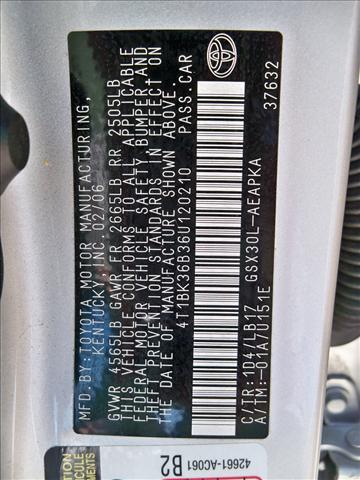 MFD.BY:TOYOTA MOTOR MANUFACTURING,
KENTUCKY,INC. 02/06
GVWR 4565LB GAWR FR 2665LB RR 2505LB
THIS VEHICLE CONFORMS TO ALL APPLICABLE
FEDERAL MOTOR VEHICLE SAFETY, BUMPER AND
THEFT PREVENTION STANDARDS IN EFFECT ON
THE DATE OF MANUFACTURE SHOWN ABOVE.
4T1BK36B36U120210 PASS.CAR
C/TR:1D4/LB17 GSX30L-AEAPKA
A/TM:-01A/U151E 37632
42661-AC061
B2